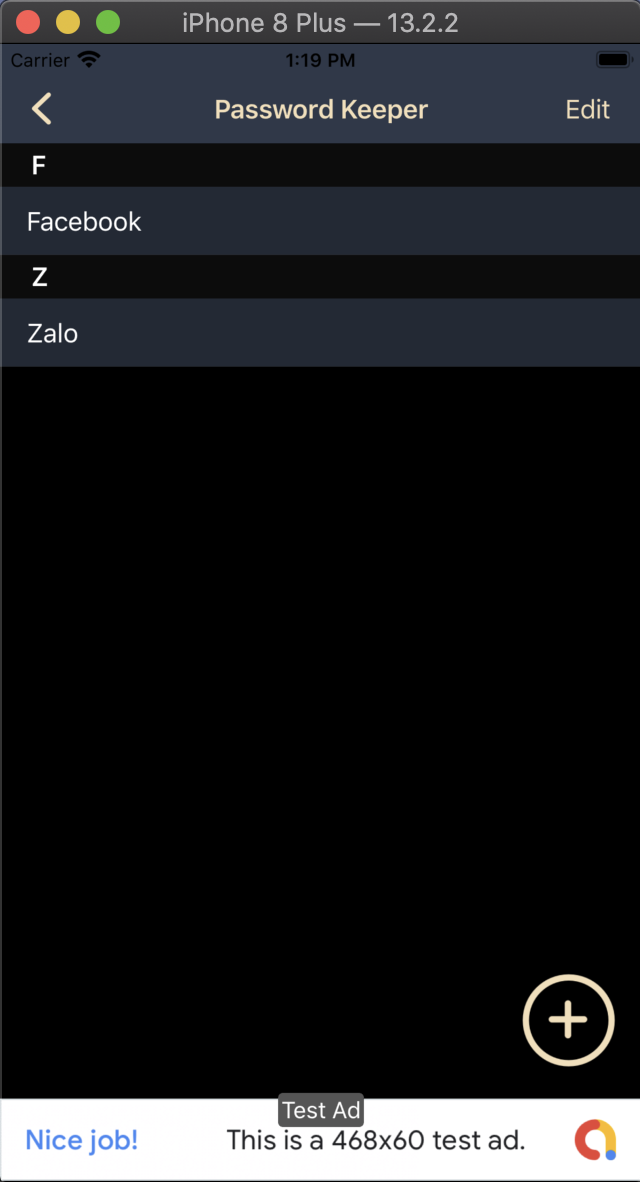 iPhone 8 Plus — 13.2.2
Carrier 1:19 PM
Password Keeper Edit
F
Facebook
Z
Zalo
Test Ad
Nice job! This is a 468x60 test ad.